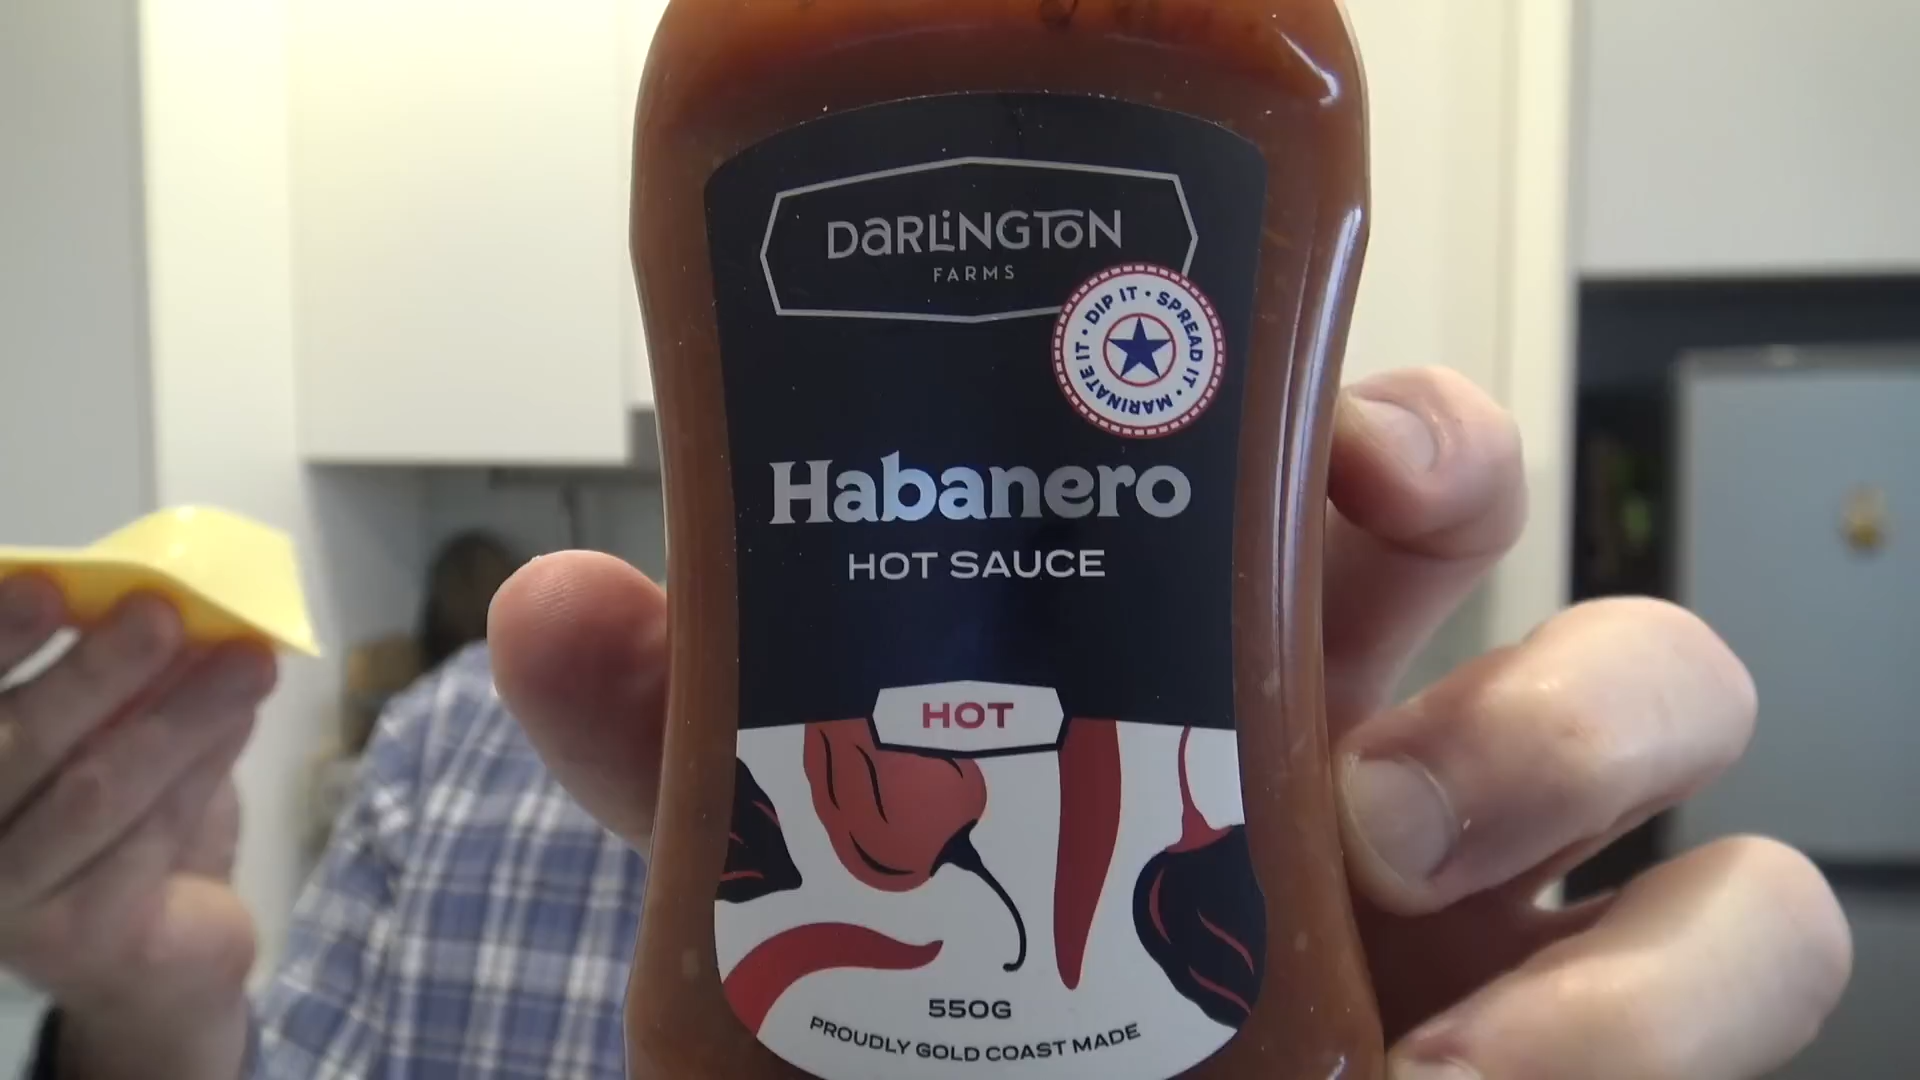 DARLINGTON
FARMS
DIP IT • SPREAD IT • MARINATE IT •
Habanero
HOT SAUCE
HOT
550G
PROUDLY GOLD COAST MADE